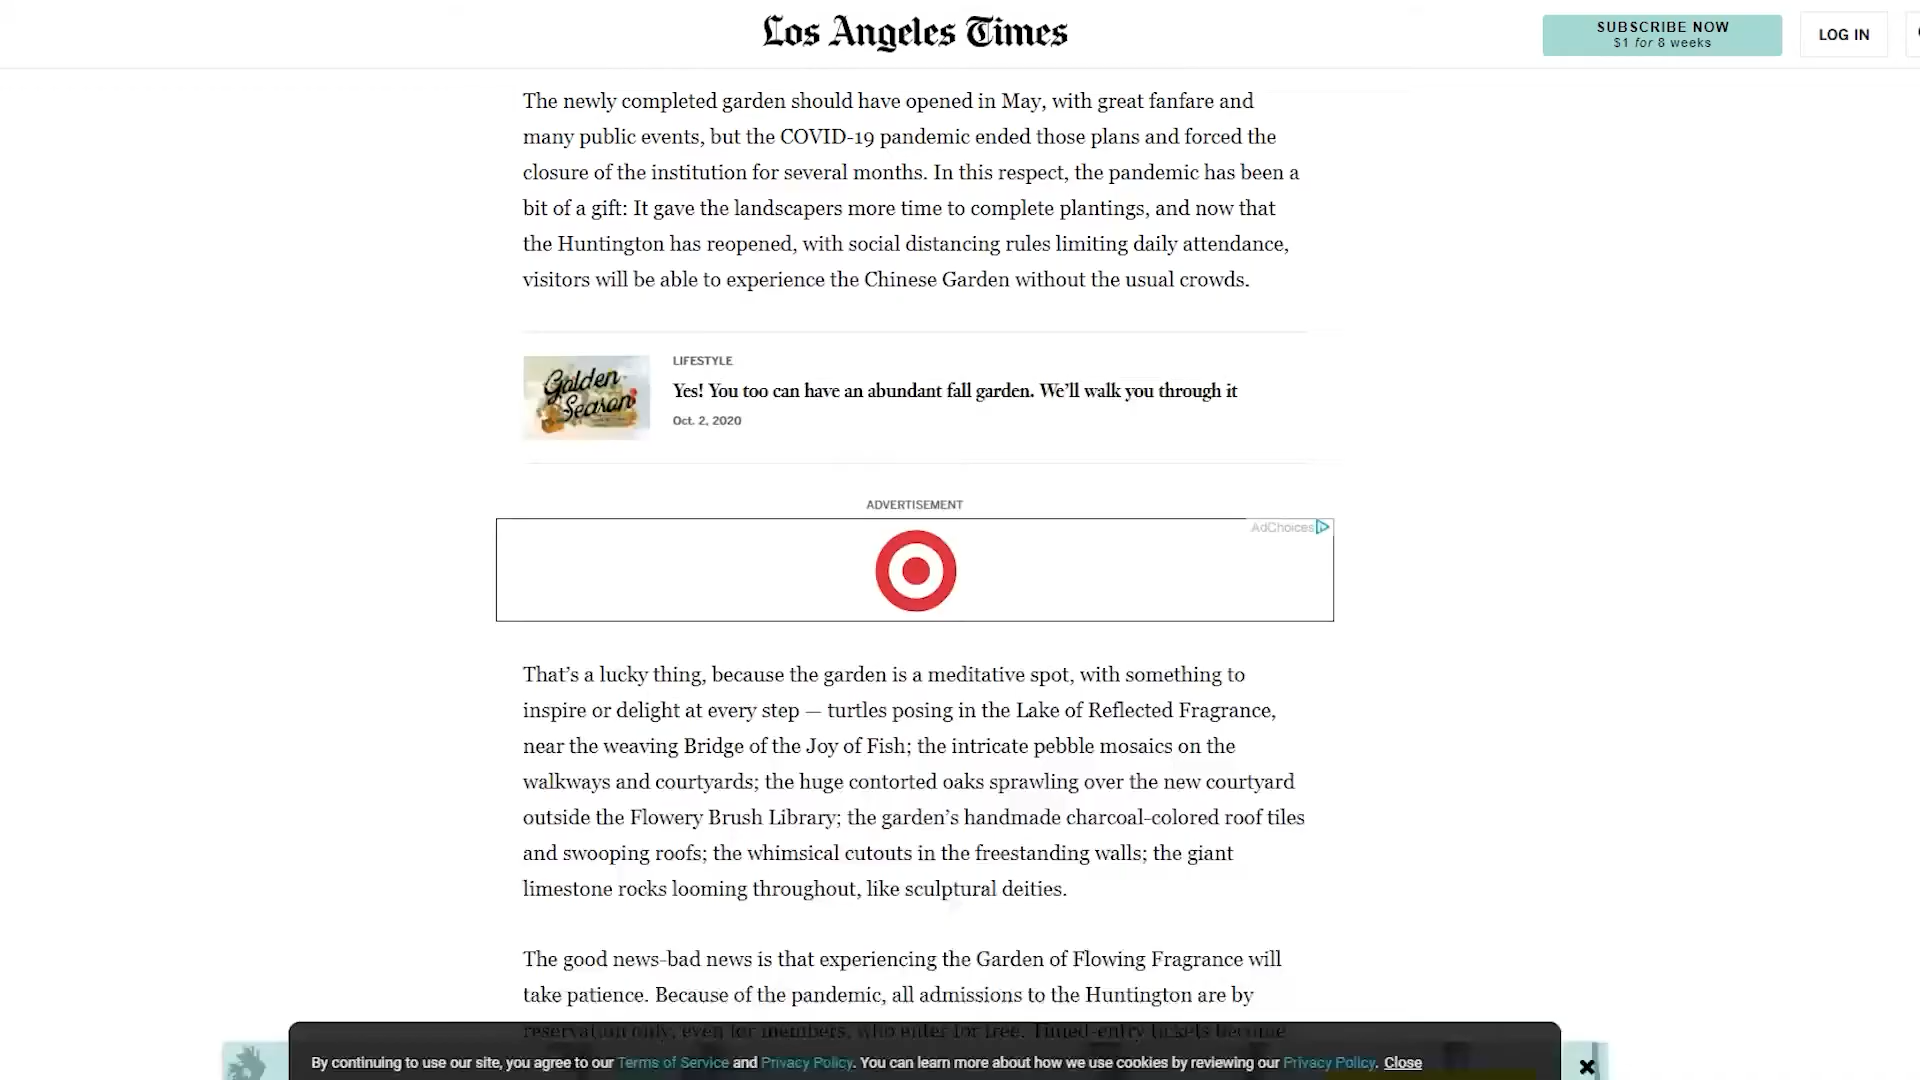 Los Angeles Times
SUBSCRIBE NOW
$1 for 8 weeks
LOG IN
The newly completed garden should have opened in May, with great fanfare and
many public events, but the COVID-19 pandemic ended those plans and forced the
closure of the institution for several months. In this respect, the pandemic has been a
bit of a gift: It gave the landscapers more time to complete plantings, and now that
the Huntington has reopened, with social distancing rules limiting daily attendance,
visitors will be able to experience the Chinese Garden without the usual crowds.
Golden
Season
LIFESTYLE
Yes! You too can have an abundant fall garden. We’ll walk you through it
Oct. 2, 2020
ADVERTISEMENT
AdChoices
That’s a lucky thing, because the garden is a meditative spot, with something to
inspire or delight at every step — turtles posing in the Lake of Reflected Fragrance,
near the weaving Bridge of the Joy of Fish; the intricate pebble mosaics on the
walkways and courtyards; the huge contorted oaks sprawling over the new courtyard
outside the Flowery Brush Library; the garden’s handmade charcoal-colored roof tiles
and swooping roofs; the whimsical cutouts in the freestanding walls; the giant
limestone rocks looming throughout, like sculptural deities.
The good news-bad news is that experiencing the Garden of Flowing Fragrance will
take patience. Because of the pandemic, all admissions to the Huntington are by
reservation only, even for members, who enter for free. Timed-entry tickets become
By continuing to use our site, you agree to our Terms of Service and Privacy Policy. You can learn more about how we use cookies by reviewing our Privacy Policy. Close